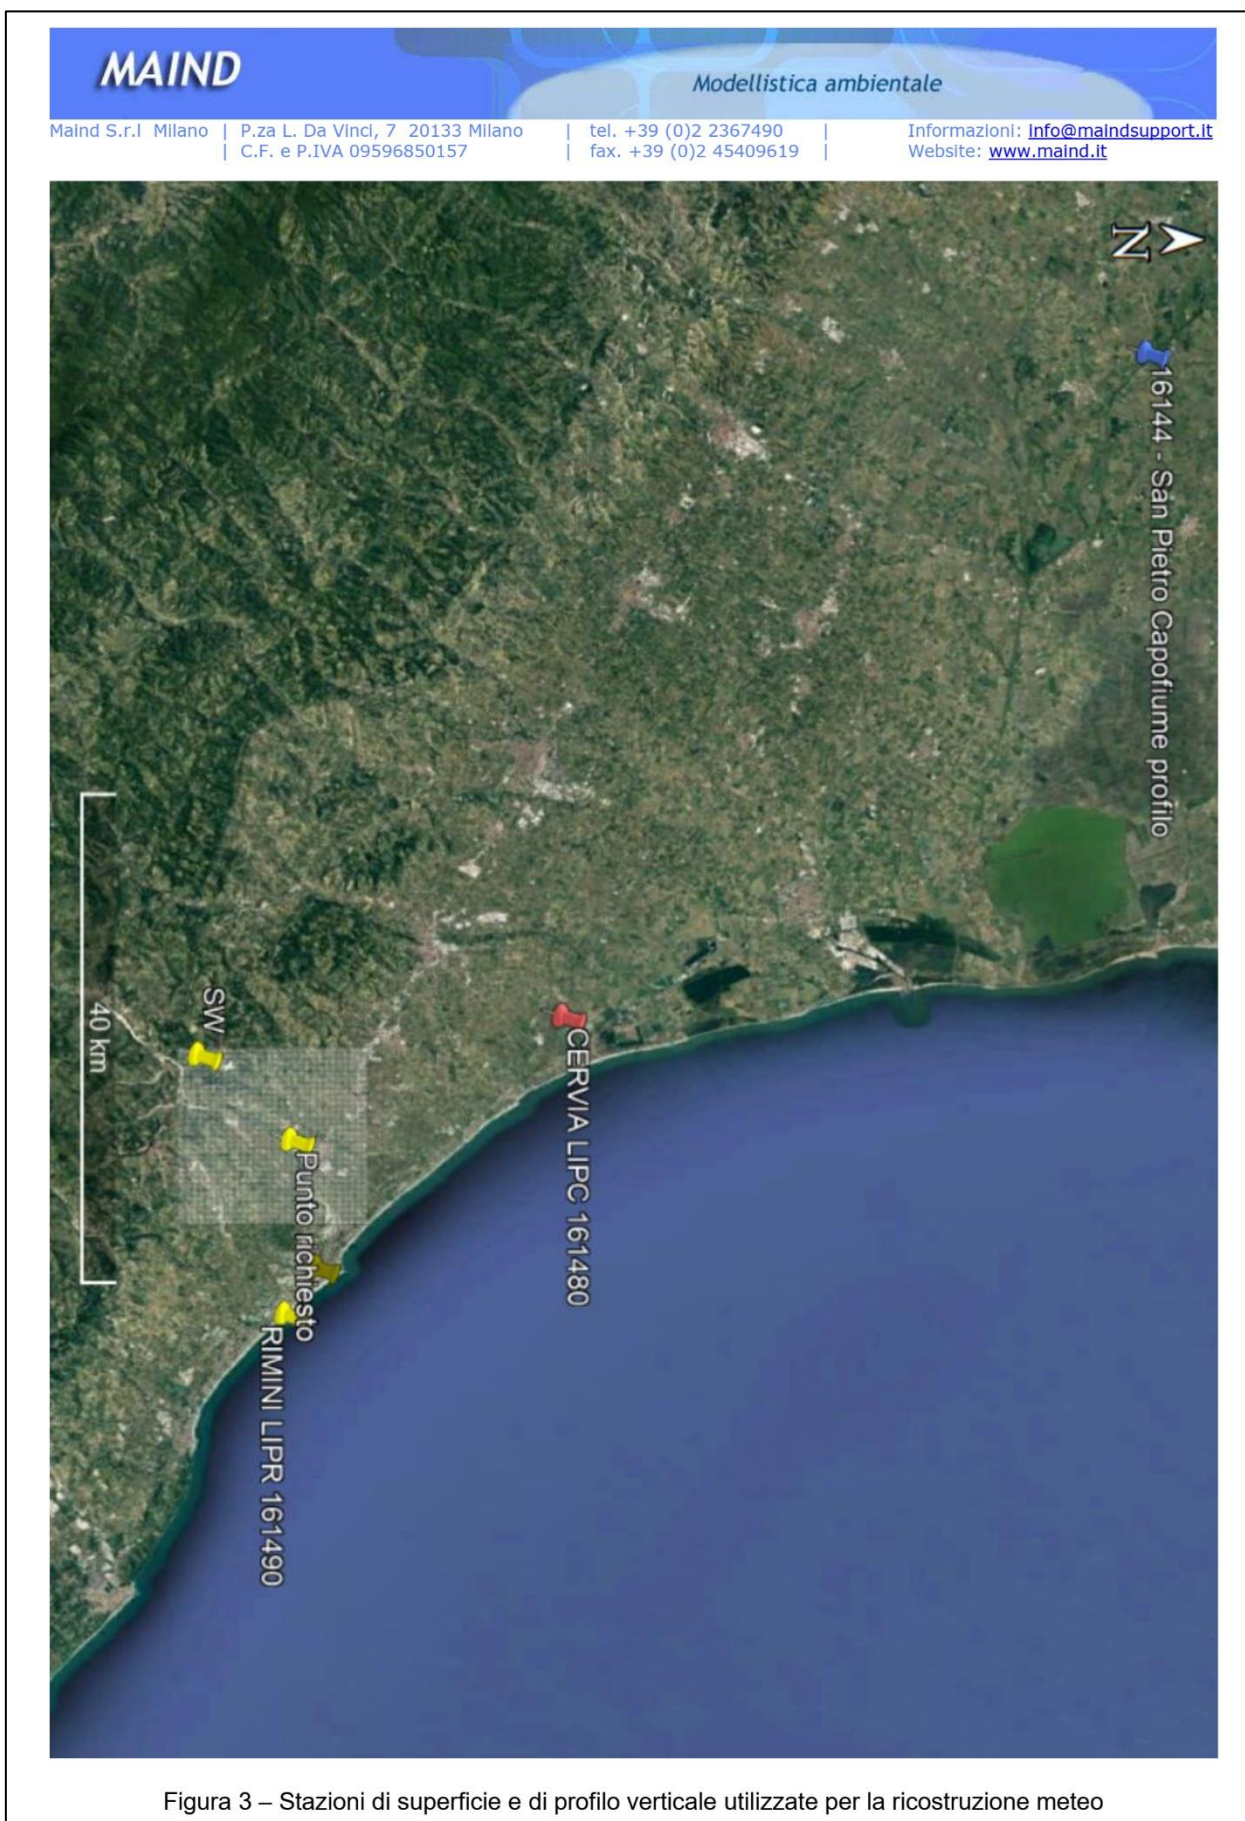 MAIND
Modellistica ambientale
Maind S.r.l Milano | P.za L. Da Vinci, 7 20133 Milano | tel. +39 (0)2 2367490 | Informazioni: info@maindsupport.it
| C.F. e P.IVA 09596850157 | fax. +39 (0)2 45409619 | Website: www.maind.it
N
16144 - San Pietro Capofiume profilo
CERVIA LIPC 161480
SW
Punto richiesto
RIMINI LIPR 161490
40 km
Figura 3 – Stazioni di superficie e di profilo verticale utilizzate per la ricostruzione meteo